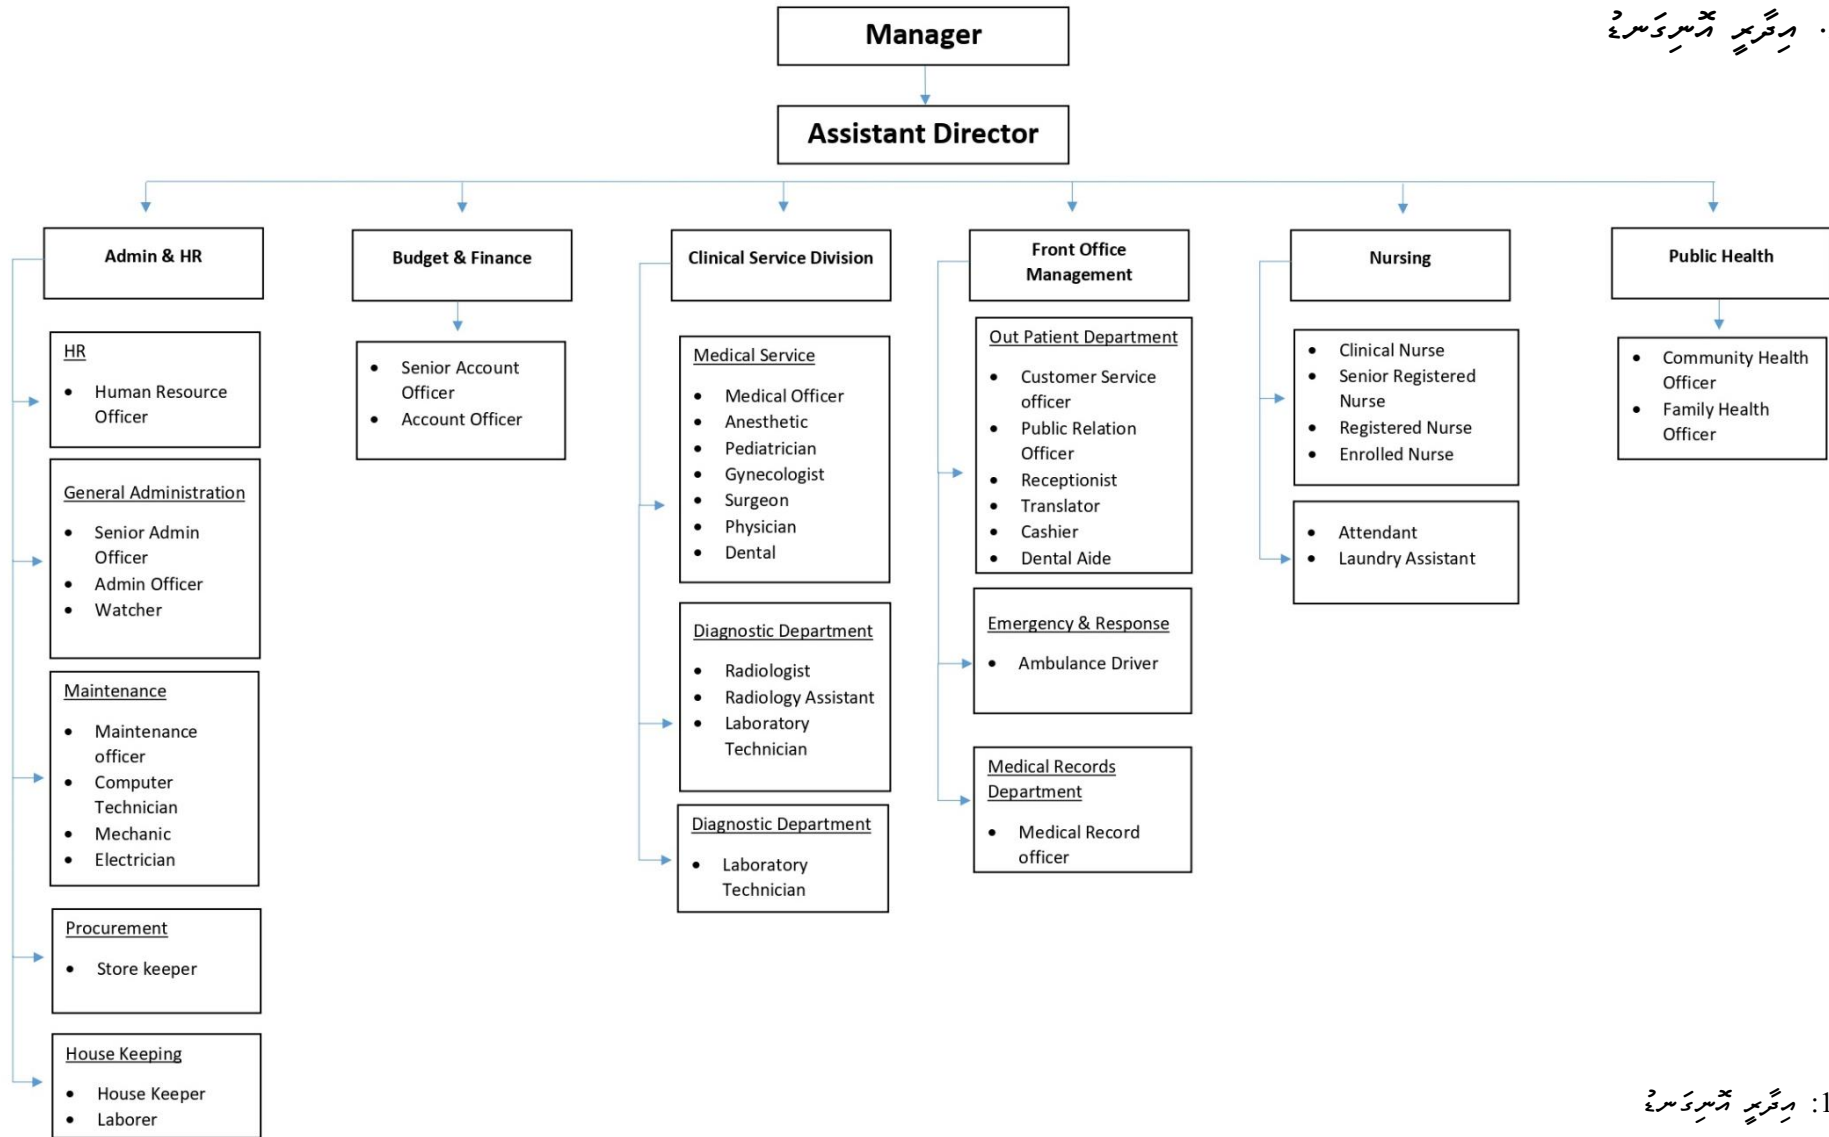 . އިދާރީ އޮނިގަނޑު
Manager
Assistant Director
Admin & HR
HR
• Human Resource
Officer
General Administration
• Senior Admin
Officer
• Admin Officer
• Watcher
Maintenance
• Maintenance
officer
• Computer
Technician
• Mechanic
• Electrician
Procurement
• Store keeper
House Keeping
• House Keeper
• Laborer
Budget & Finance
• Senior Account
Officer
• Account Officer
Clinical Service Division
Medical Service
• Medical Officer
• Anesthetic
• Pediatrician
• Gynecologist
• Surgeon
• Physician
• Dental
Diagnostic Department
• Radiologist
• Radiology Assistant
• Laboratory
Technician
Diagnostic Department
• Laboratory
Technician
Front Office
Management
Out Patient Department
• Customer Service
officer
• Public Relation
Officer
• Receptionist
• Translator
• Cashier
• Dental Aide
Emergency & Response
• Ambulance Driver
Medical Records
Department
• Medical Record
officer
Nursing
• Clinical Nurse
• Senior Registered
Nurse
• Registered Nurse
• Enrolled Nurse
• Attendant
• Laundry Assistant
Public Health
• Community Health
Officer
• Family Health
Officer
1: އިދާރީ އޮނިގަނޑު